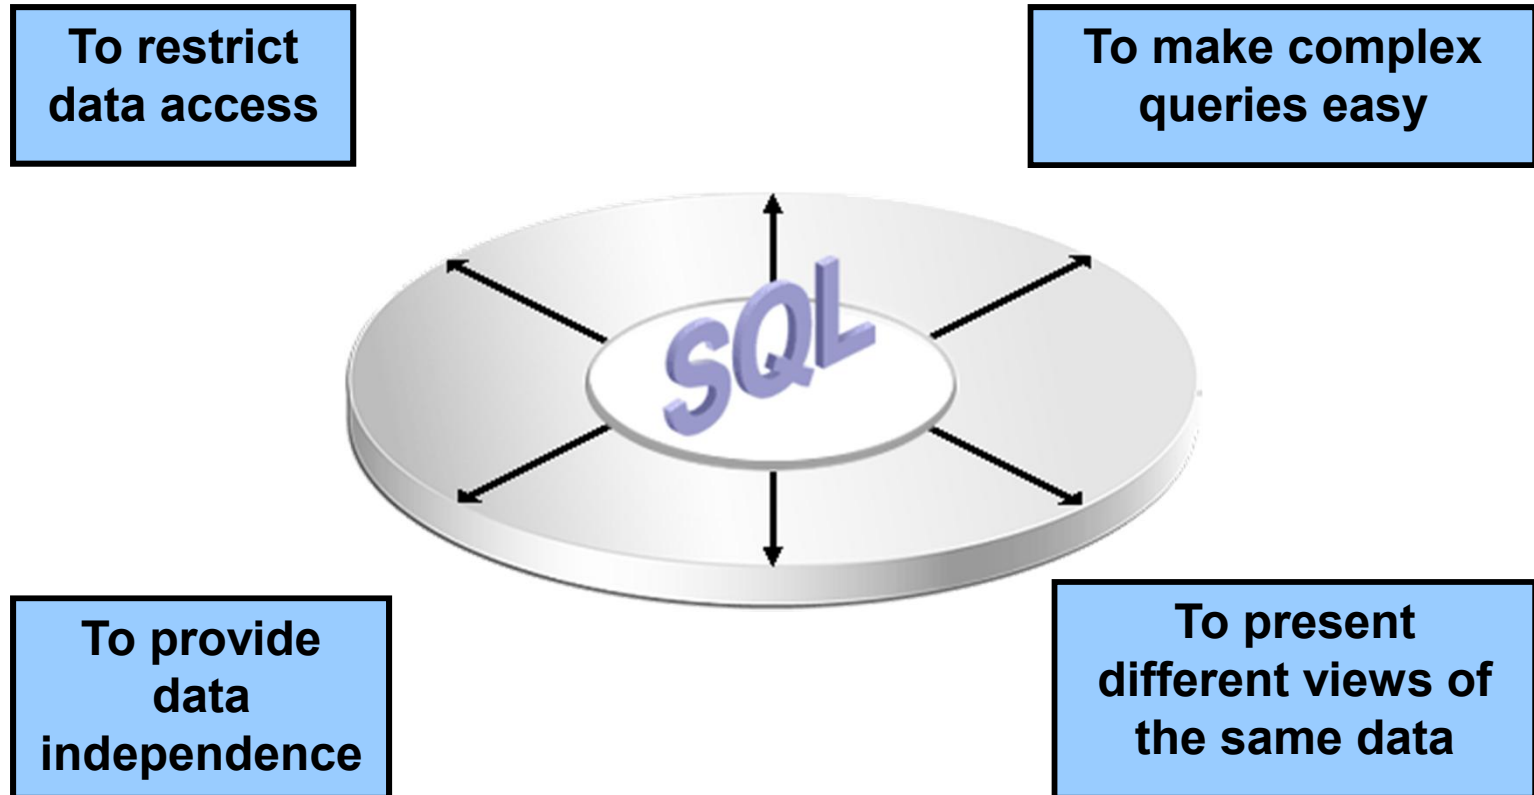 To restrict
data access
To make complex
queries easy
SQL
To provide
data
independence
To present
different views of
the same data